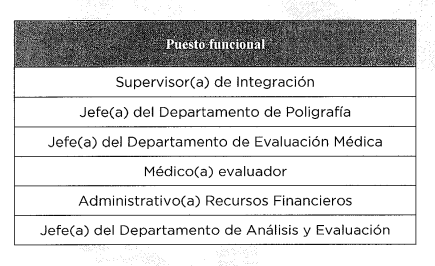 Puesto funcional
Supervisor(a) de Integración
Jefe(a) del Departamento de Poligrafía
Jefe(a) del Departamento de Evaluación Médica
Médico(a) evaluador
Administrativo(a) Recursos Financieros
Jefe(a) del Departamento de Análisis y Evaluación